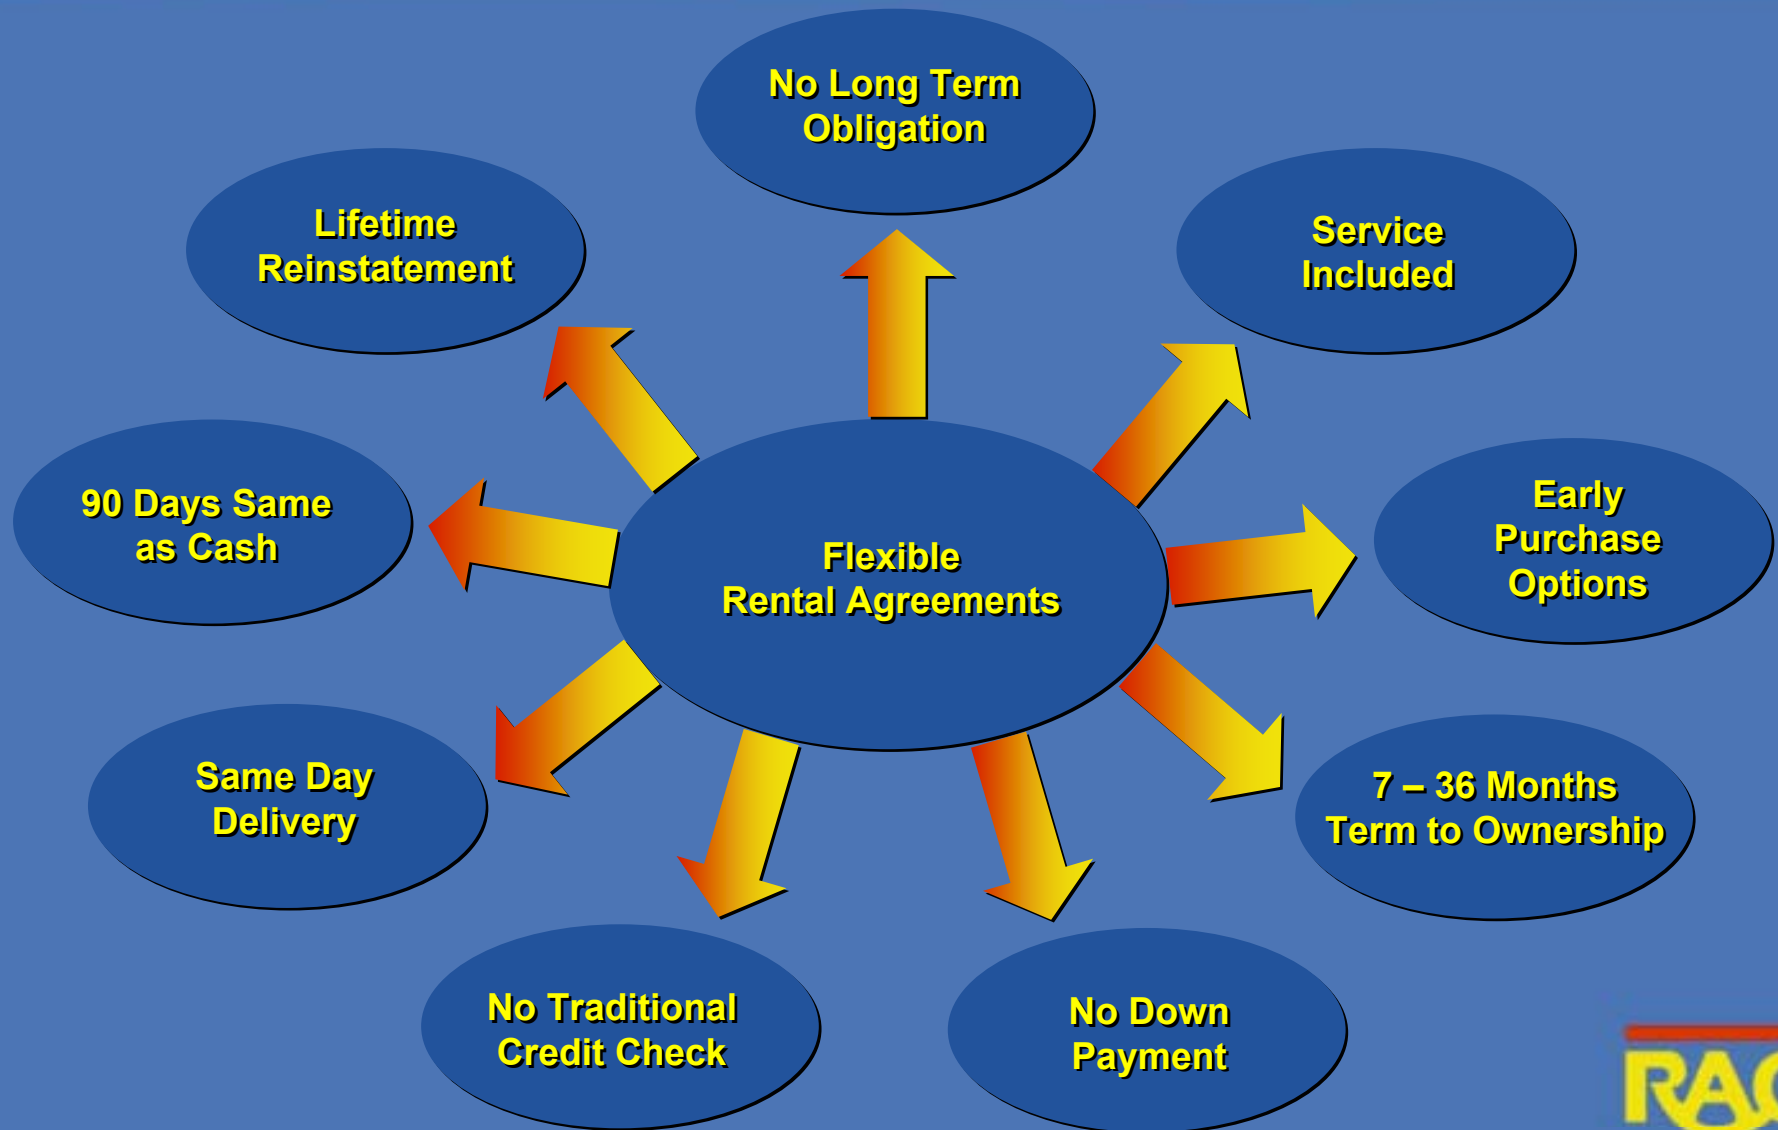 No Long Term
Obligation
Lifetime
Reinstatement
Service
Included
90 Days Same
as Cash
Early
Purchase
Options
Flexible
Rental Agreements
Same Day
Delivery
7 – 36 Months
Term to Ownership
No Traditional
Credit Check
No Down
Payment
RAC